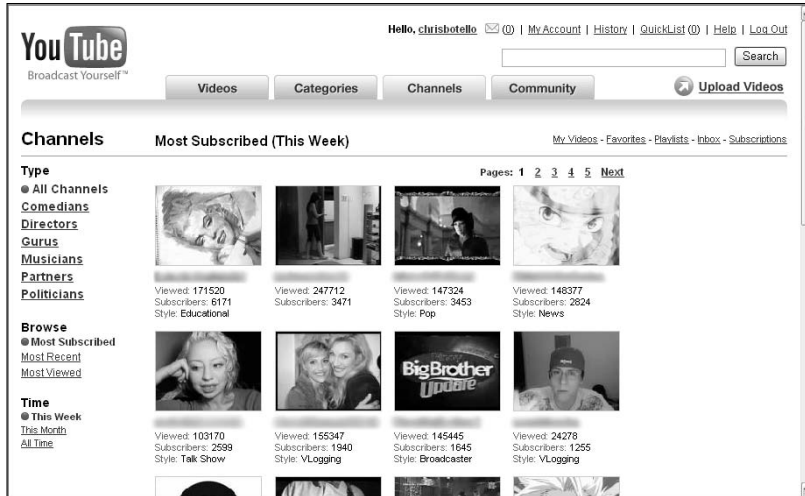 Hello, chrisbotello (0) | My Account | History | QuickList (0) | Help | Log Out
You Tube
Broadcast Yourself™
Search
Videos Categories Channels Community Upload Videos
Channels
Most Subscribed (This Week)
My Videos - Favorites - Playlists - Inbox - Subscriptions
Type
All Channels
Comedians
Directors
Gurus
Musicians
Partners
Politicians
Browse
Most Subscribed
Most Recent
Most Viewed
Time
This Week
This Month
All Time
Pages: 1 2 3 4 5 Next
Viewed: 171520
Subscribers: 6171
Style: Educational
Viewed: 247712
Subscribers: 3471
Viewed: 147324
Subscribers: 3453
Style: Pop
Viewed: 148377
Subscribers: 2824
Style: News
BigBrother
Update
Viewed: 103170
Subscribers: 2599
Style: Talk Show
Viewed: 155347
Subscribers: 1940
Style: VLogging
Viewed: 145445
Subscribers: 1645
Style: Broadcaster
Viewed: 24278
Subscribers: 1255
Style: VLogging